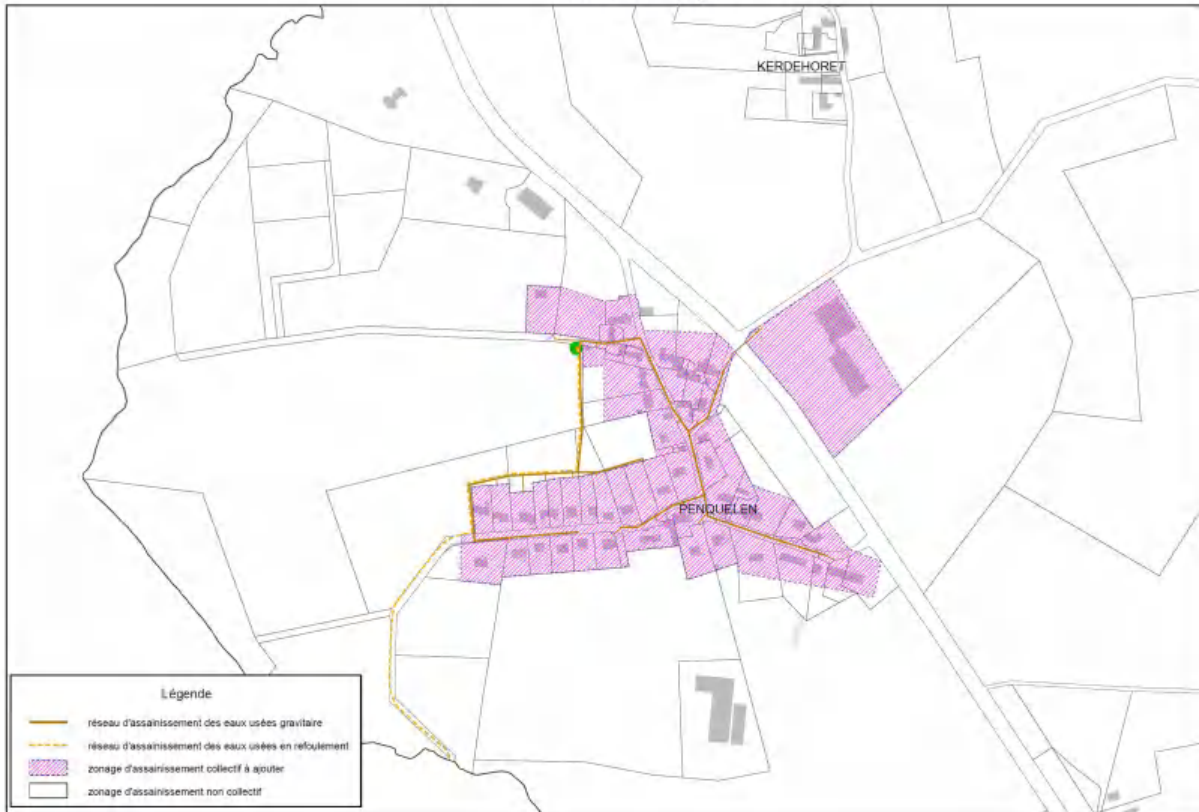 KERDEHORET
PENQUELEN
Légende
réseau d'assainissement des eaux usées gravitaire
réseau d'assainissement des eaux usées en refoulement
zonage d'assainissement collectif à ajouter
zonage d'assainissement non collectif